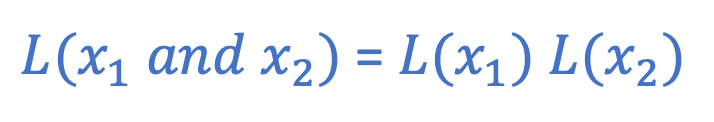 L(x₁ and x₂) = L(x₁) L(x₂)